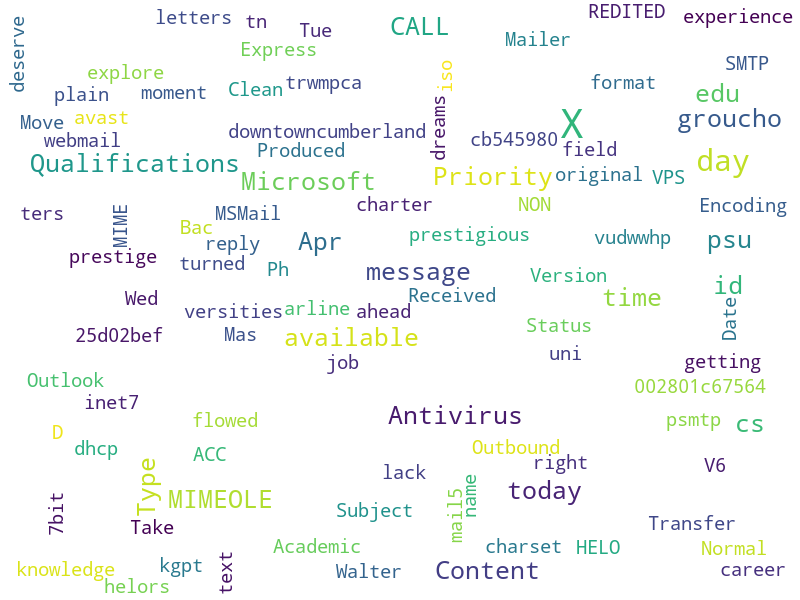 letters
tn
Tue
CALL
REDITED
experience
deserve
Express
Mailer
explore
Clean
trwmpca
iso
format
SMTP
plain
moment
edu
Move
avast
webmail
downtowncumberland
dreams
cb545980
X
groucho
Produced
field
Qualifications
Microsoft
Priority
original
VPS
day
ters
MIME
MSMail
charter
NON
Encoding
Bac
reply
Apr
prestigious
vudwwhp
psu
prestige
turned
Ph
message
Version
id
Wed
versities
arline
ahead
Received
time
Date
25d02bef
Mas
available
Status
job
uni
getting
Outlook
002801c67564
inet7
D
flowed
Antivirus
psmtp
cs
dhcp
ACC
Outbound
lack
right
V6
Type
MIMEOLE
mail5
name
today
7bit
Take
Subject
Transfer
Academic
charset
HELO
Normal
knowledge
kgpt
text
Walter
Content
career
helors